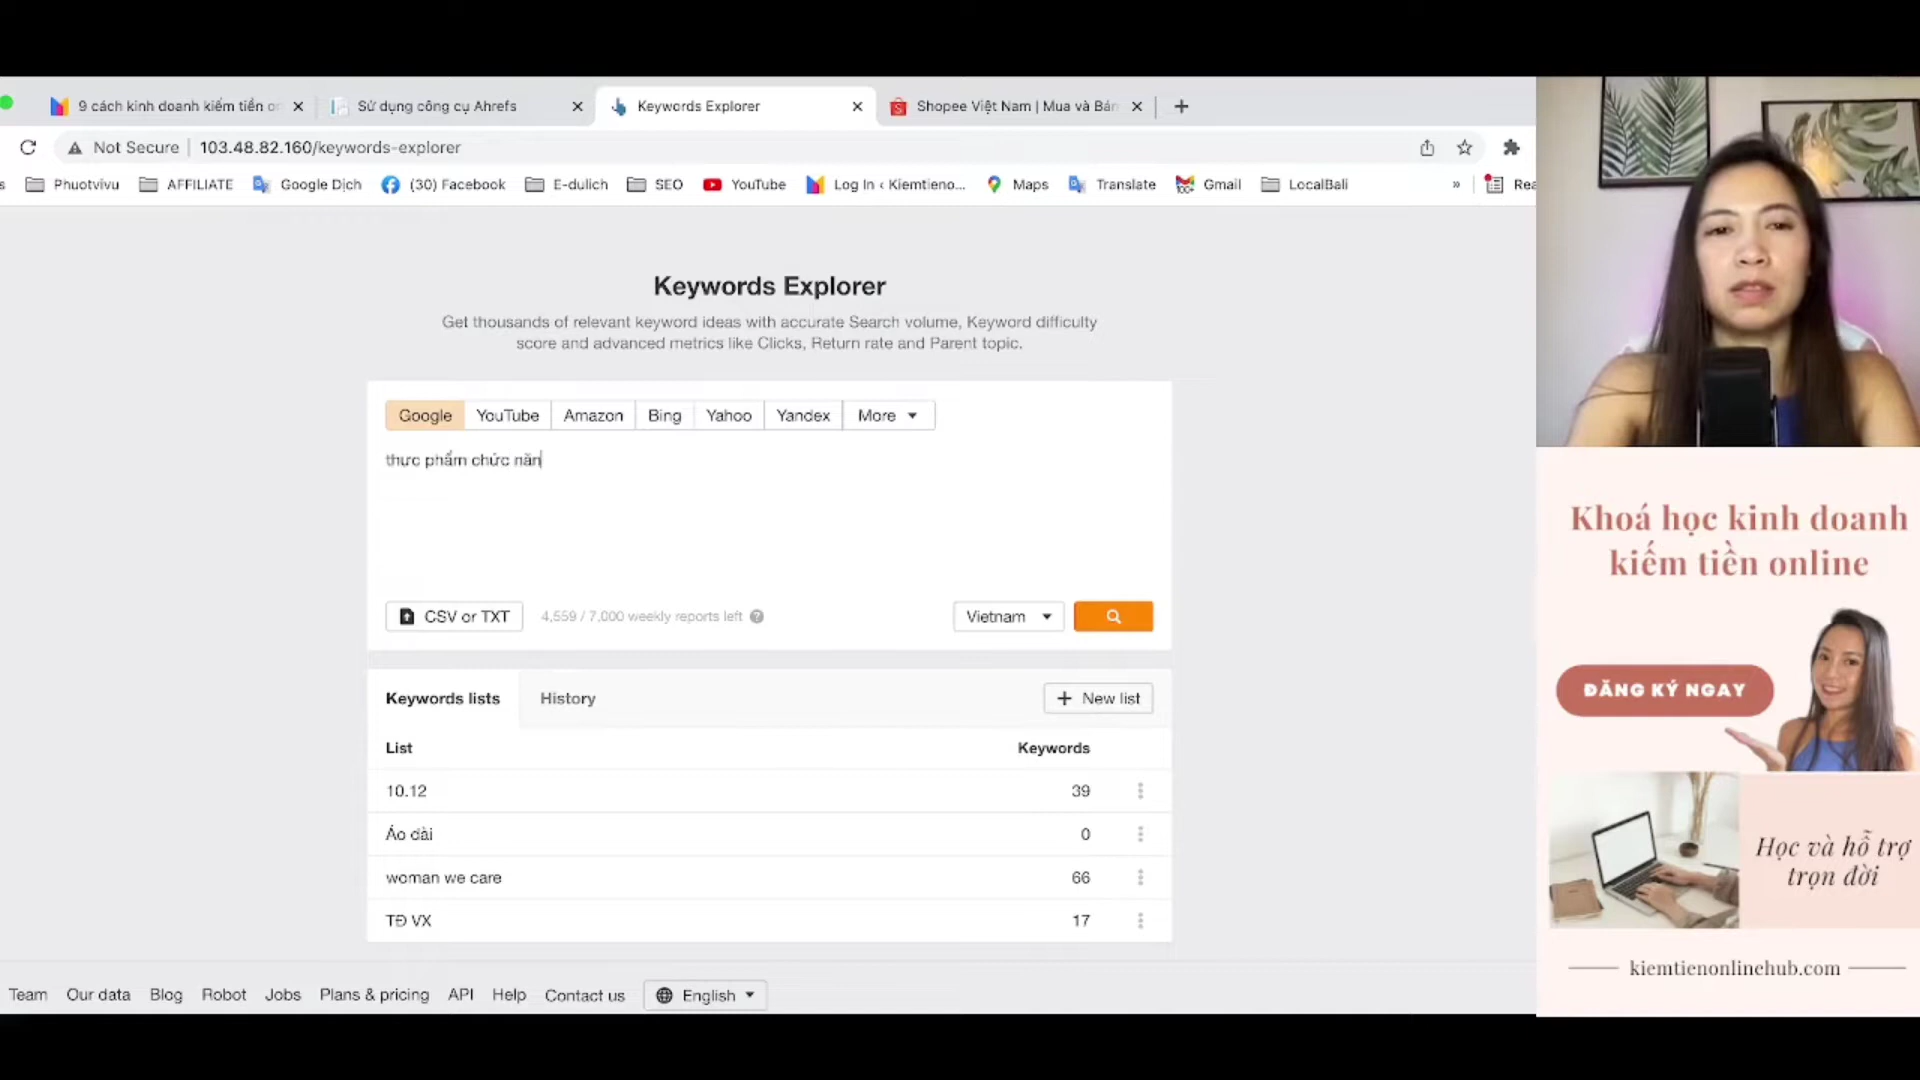 9 cách kinh doanh kiếm tiền o
Sử dụng công cụ Ahrefs
Keywords Explorer
Shopee Việt Nam | Mua và Bán
Not Secure
103.48.82.160/keywords-explorer
s
Phuotvivu
AFFILIATE
Google Dịch
(30) Facebook
E-dulich
SEO
YouTube
Log In ‹ Kiemtieno...
Maps
Translate
Gmail
LocalBali
»
Rea
Keywords Explorer
Get thousands of relevant keyword ideas with accurate Search volume, Keyword difficulty
score and advanced metrics like Clicks, Return rate and Parent topic.
Google
YouTube
Amazon
Bing
Yahoo
Yandex
More
thực phẩm chức năn
CSV or TXT
4,559 / 7,000 weekly reports left
Vietnam
Keywords lists
History
+ New list
List
Keywords
10.12
39
Áo dài
0
woman we care
66
TĐ VX
17
Team
Our data
Blog
Robot
Jobs
Plans & pricing
API
Help
Contact us
English
Khoá học kinh doanh
kiếm tiền online
ĐĂNG KÝ NGAY
Học và hỗ trợ
trọn đời
kiemtienonlinehub.com